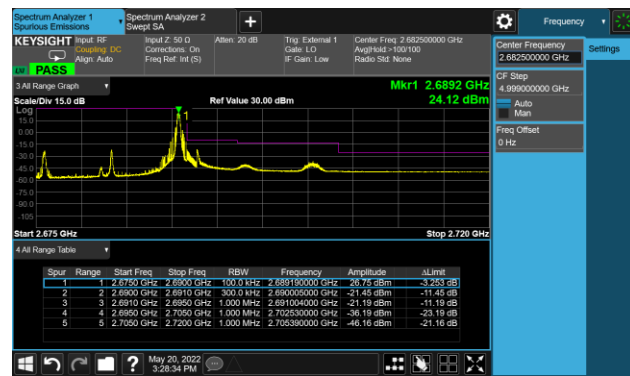 Spectrum Analyzer 1
Spurious Emissions
Spectrum Analyzer 2
Swept SA
+
Frequency
KEYSIGHT
Input: RF
Coupling: DC
Align: Auto
Input Z: 50 Ω
Corrections: On
Freq Ref: Int (S)
Atten: 20 dB
Trig: External 1
Gate: LO
IF Gain: Low
Center Freq: 2.682500000 GHz
Avg|Hold:>100/100
Radio Std: None
LW PASS
Center Frequency
2.682500000 GHz
Settings
CF Step
4.999000000 GHz
Auto
Man
Freq Offset
0 Hz
3.All Range Graph
Mkr1 2.6892 GHz
Scale/Div 15.0 dB
Ref Value 30.00 dBm
24.12 dBm
Log
15.0
0.00
-15.0
-30.0
-45.0
-60.0
-75.0
-90.0
-105
1
Start 2.675 GHz
Stop 2.720 GHz
4.All Range Table
Spur Range Start Freq Stop Freq RBW Frequency Amplitude ΔLimit
1 1 2.6750 GHz 2.6900 GHz 100.0 kHz 2.689190000 GHz 26.75 dBm -3.253 dB
2 2 2.6900 GHz 2.6910 GHz 300.0 kHz 2.690005000 GHz -21.45 dBm -11.45 dB
3 3 2.6910 GHz 2.6950 GHz 1.000 MHz 2.691004000 GHz -21.19 dBm -11.19 dB
4 4 2.6950 GHz 2.7050 GHz 1.000 MHz 2.702530000 GHz -36.19 dBm -23.19 dB
5 5 2.7050 GHz 2.7200 GHz 1.000 MHz 2.705390000 GHz -46.16 dBm -21.16 dB
?
May 20, 2022
3:28:34 PM